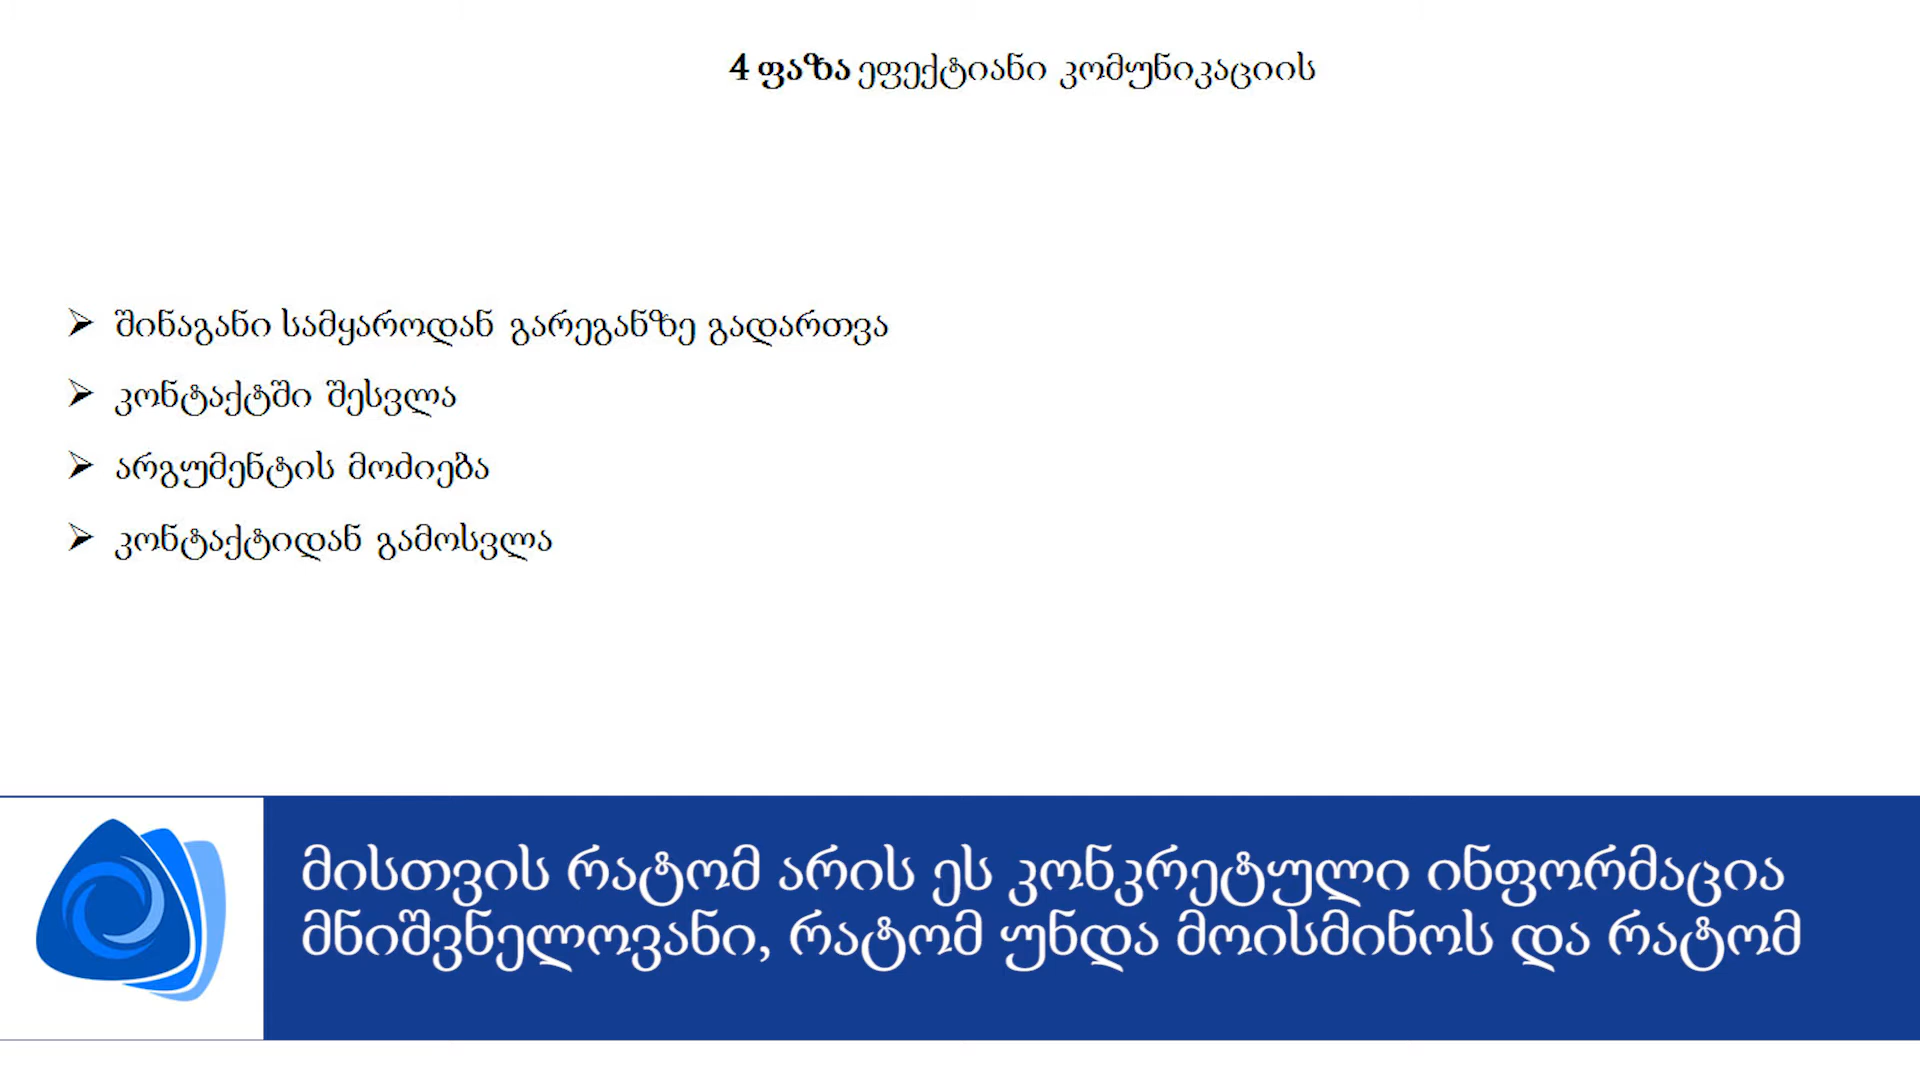 4 ფაზა ეფექტიანი კომუნიკაციის
➢ შინაგანი სამყაროდან გარეგანზე გადართვა
➢ კონტაქტში შესვლა
➢ არგუმენტის მოძიება
➢ კონტაქტიდან გამოსვლა
მისთვის რატომ არის ეს კონკრეტული ინფორმაცია
მნიშვნელოვანი, რატომ უნდა მოისმინოს და რატომ